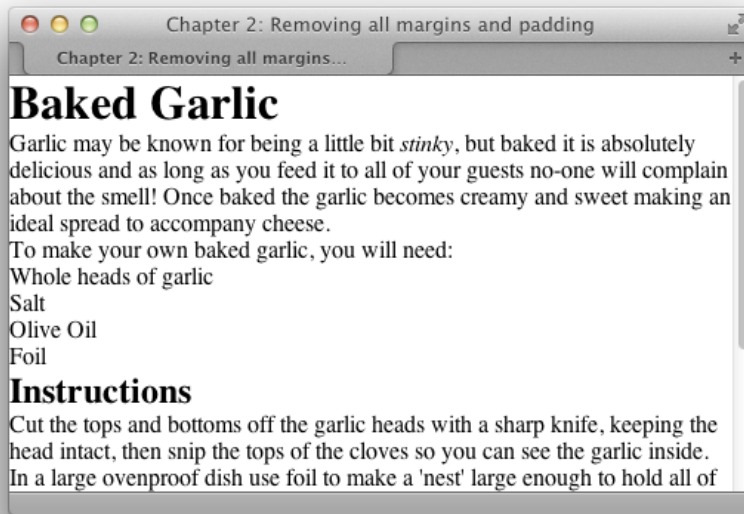 Chapter 2: Removing all margins and padding
Chapter 2: Removing all margins...
Baked Garlic
Garlic may be known for being a little bit stinky, but baked it is absolutely
delicious and as long as you feed it to all of your guests no-one will complain
about the smell! Once baked the garlic becomes creamy and sweet making an
ideal spread to accompany cheese.
To make your own baked garlic, you will need:
Whole heads of garlic
Salt
Olive Oil
Foil
Instructions
Cut the tops and bottoms off the garlic heads with a sharp knife, keeping the
head intact, then snip the tops of the cloves so you can see the garlic inside.
In a large ovenproof dish use foil to make a 'nest' large enough to hold all of